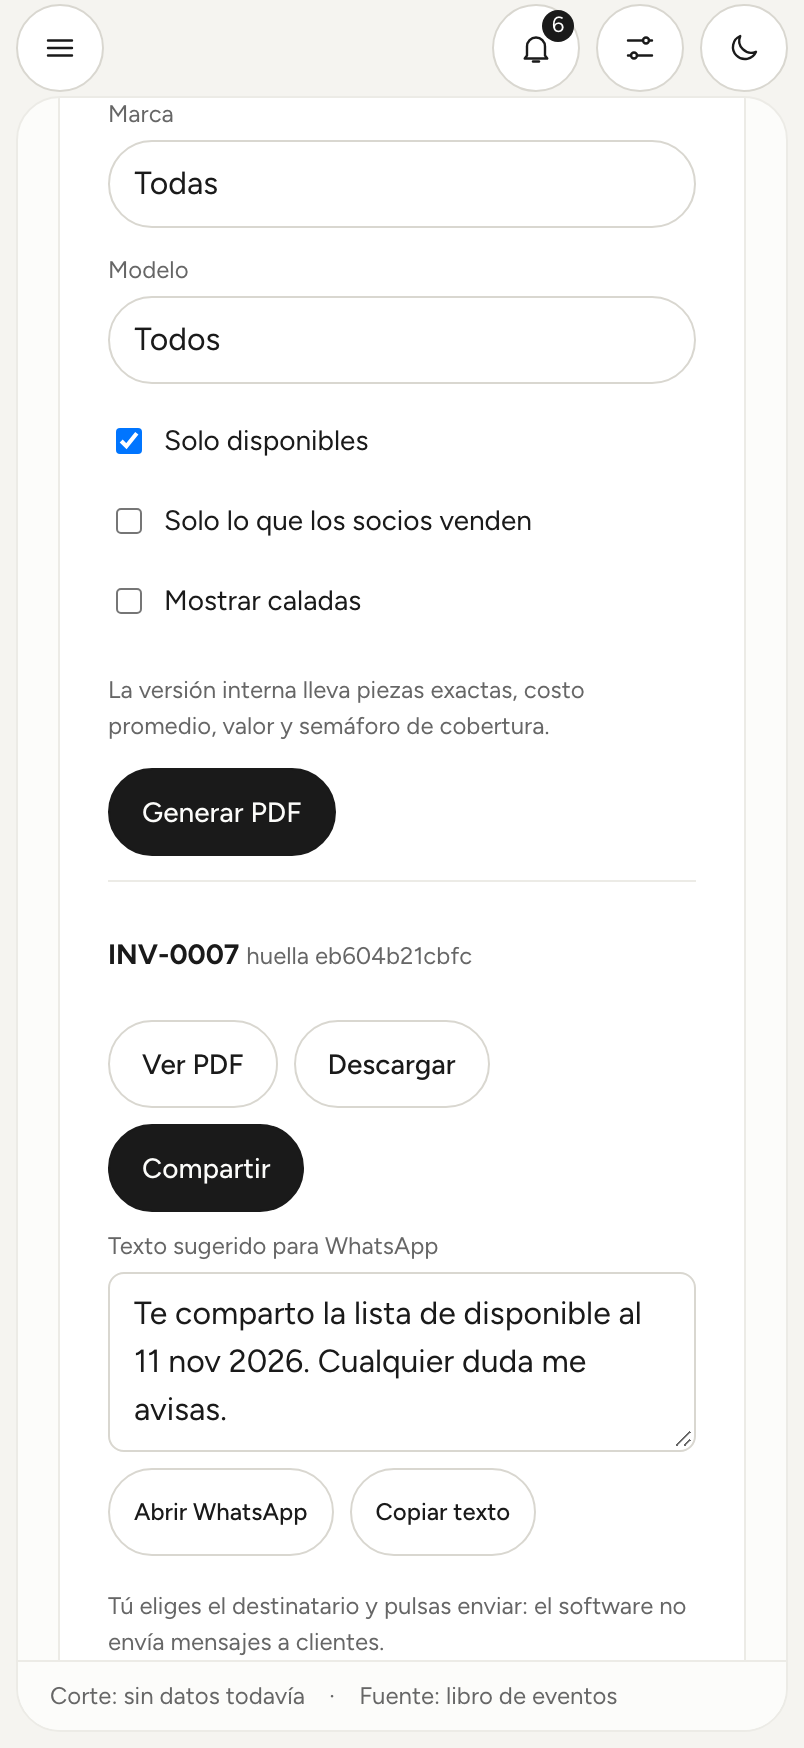 6
Marca
Todas
Modelo
Todos
Solo disponibles
Solo lo que los socios venden
Mostrar caladas
La versión interna lleva piezas exactas, costo
promedio, valor y semáforo de cobertura.
Generar PDF
INV-0007 huella eb604b21cbfc
Ver PDF Descargar
Compartir
Texto sugerido para WhatsApp
Te comparto la lista de disponible al
11 nov 2026. Cualquier duda me
avisas.
Abrir WhatsApp Copiar texto
Tú eliges el destinatario y pulsas enviar: el software no
envía mensajes a clientes.
Corte: sin datos todavía · Fuente: libro de eventos